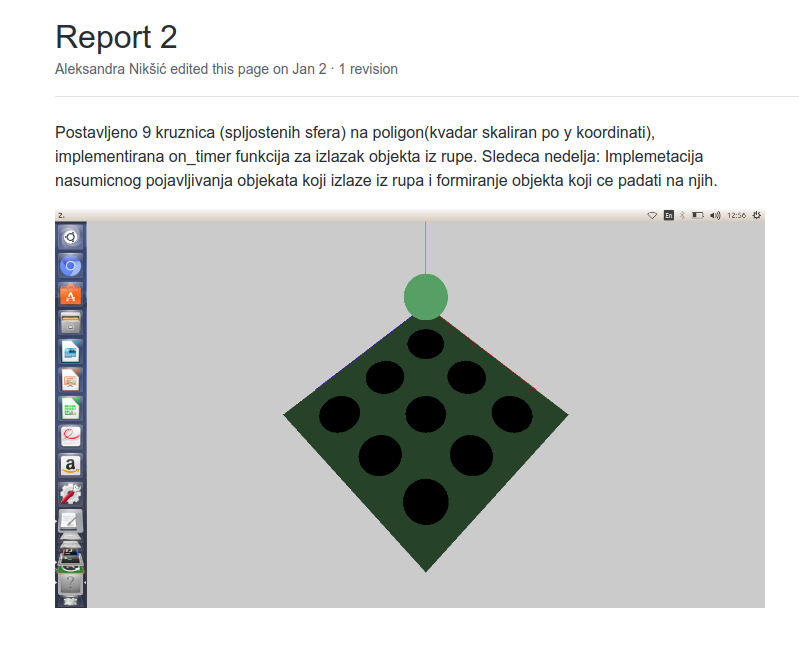 Report 2
Aleksandra Nikšić edited this page on Jan 2 · 1 revision
Postavljeno 9 kruznica (spljostenih sfera) na poligon(kvadar skaliran po y koordinati),
implementirana on_timer funkcija za izlazak objekta iz rupe. Sledeca nedelja: Implemetacija
nasumicnog pojavljivanja objekata koji izlaze iz rupa i formiranje objekta koji ce padati na njih.
2.
En 12:56
A
a
?